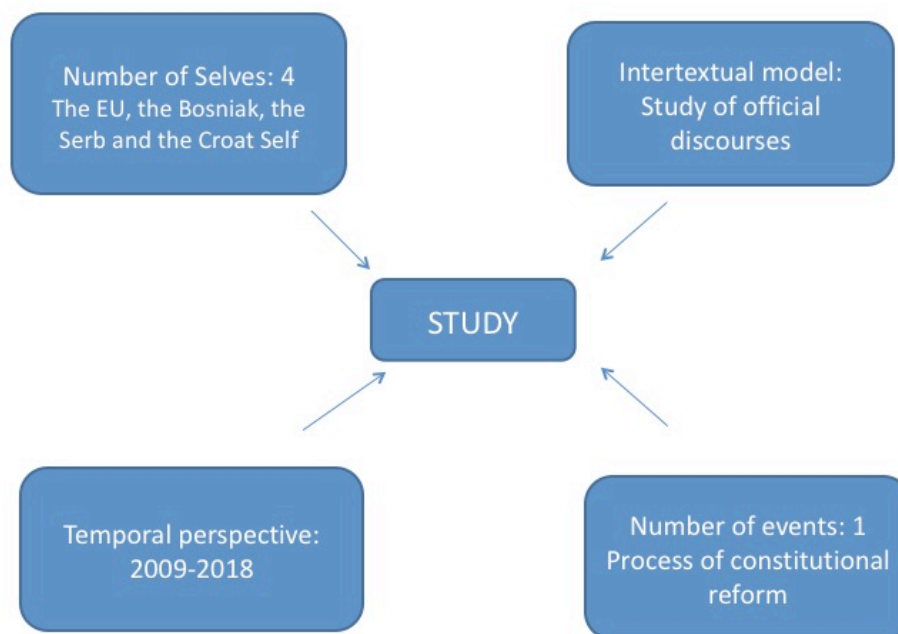 Number of Selves: 4
The EU, the Bosniak, the
Serb and the Croat Self
Intertextual model:
Study of official
discourses
STUDY
Temporal perspective:
2009-2018
Number of events: 1
Process of constitutional
reform